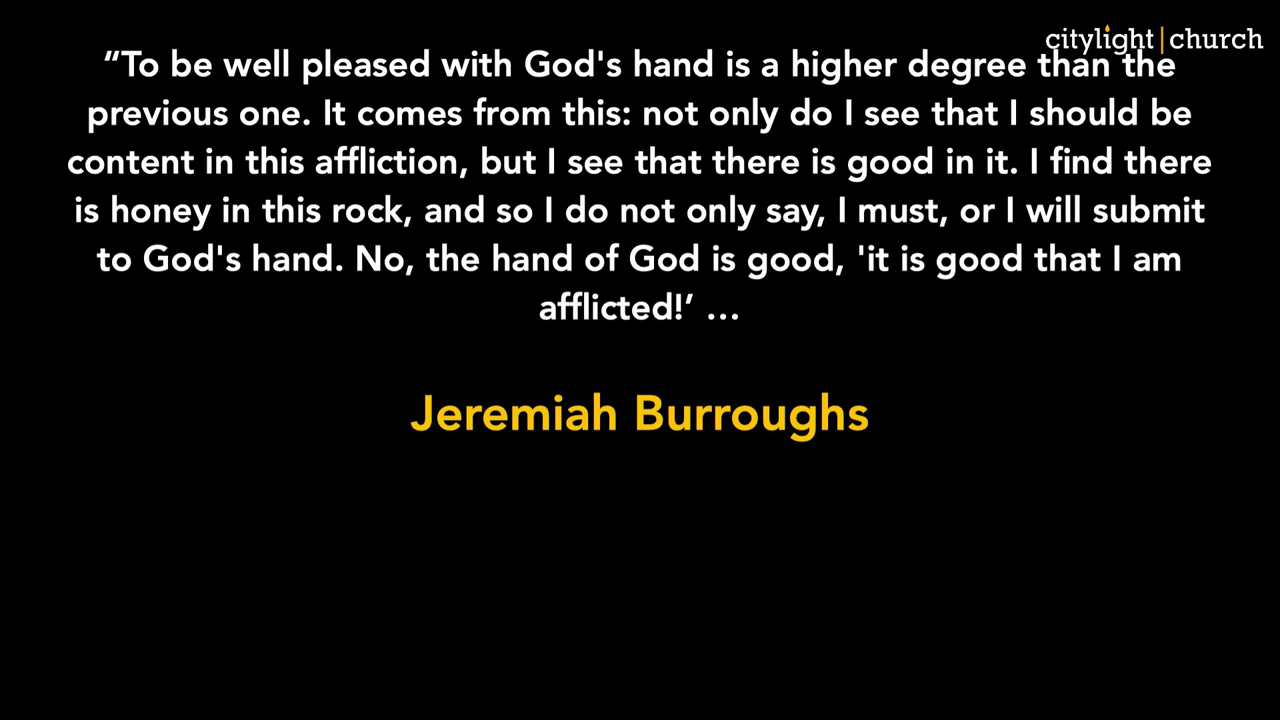 citylight|church
“To be well pleased with God's hand is a higher degree than the
previous one. It comes from this: not only do I see that I should be
content in this affliction, but I see that there is good in it. I find there
is honey in this rock, and so I do not only say, I must, or I will submit
to God's hand. No, the hand of God is good, 'it is good that I am
afflicted!’ …
Jeremiah Burroughs